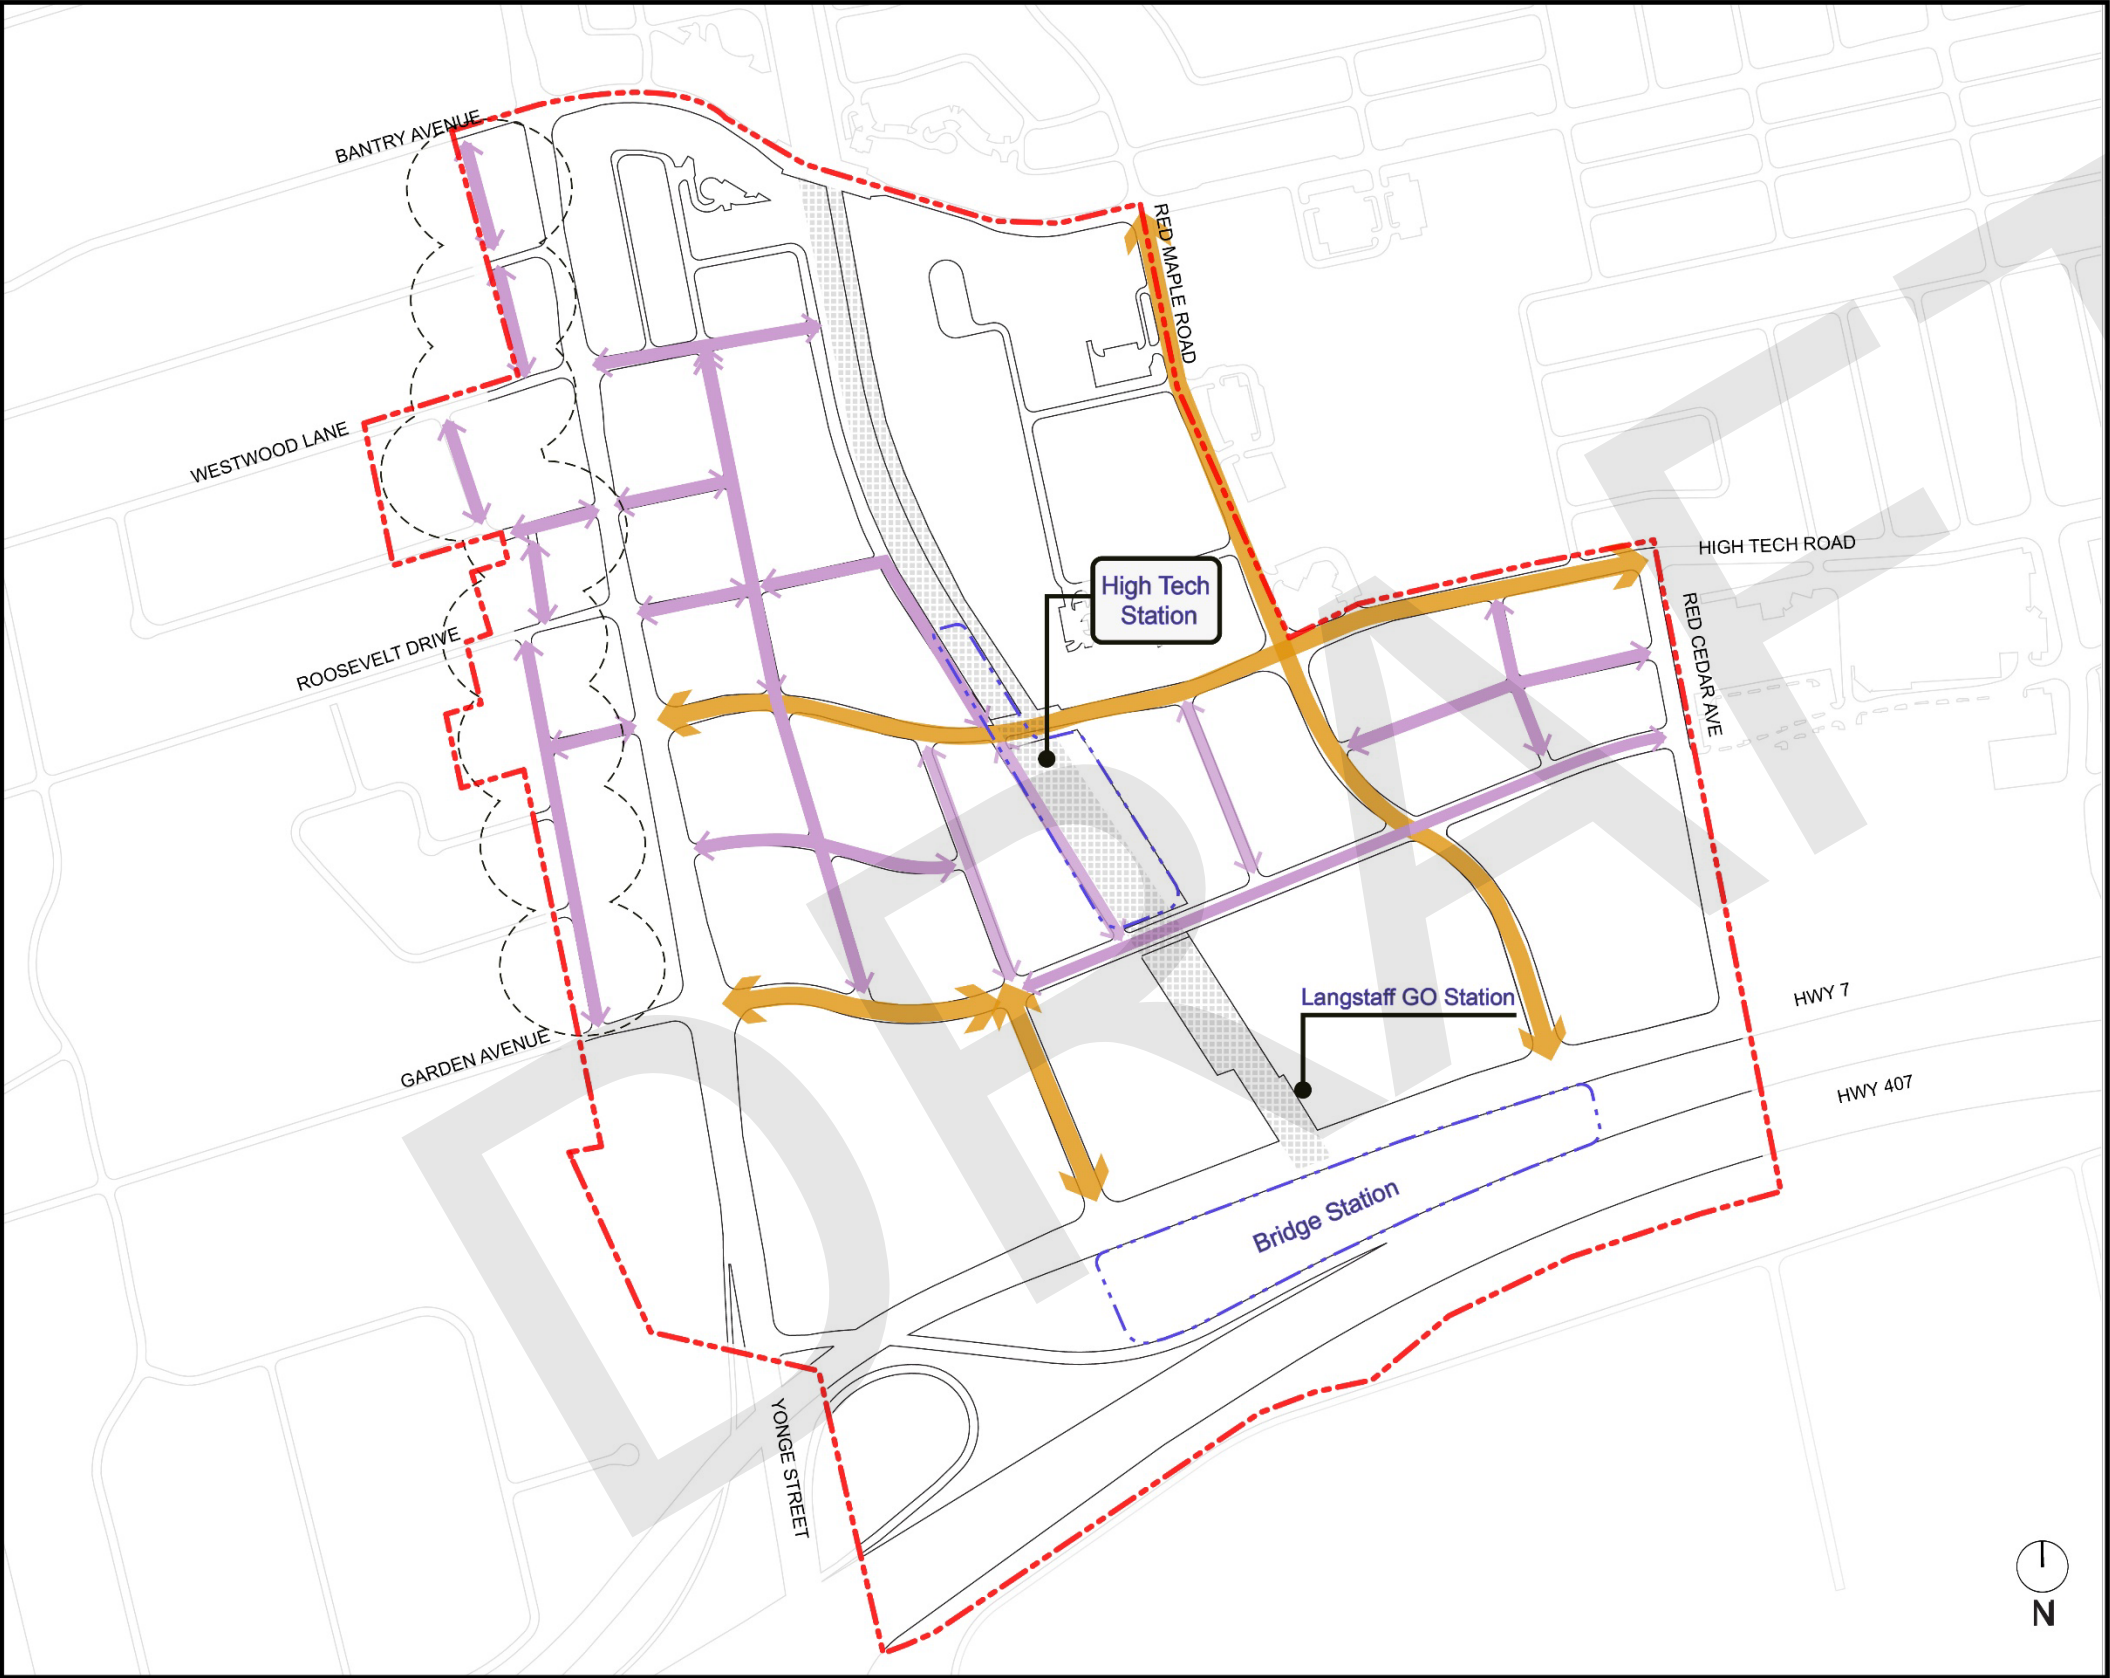 BANTRY AVENUE
RED MAPLE ROAD
WESTWOOD LANE
HIGH TECH ROAD
High Tech
Station
RED CEDAR AVE
ROOSEVELT DRIVE
HWY 7
Langstaff GO Station
GARDEN AVENUE
HWY 407
Bridge Station
YONGE STREET
DRAFT
N